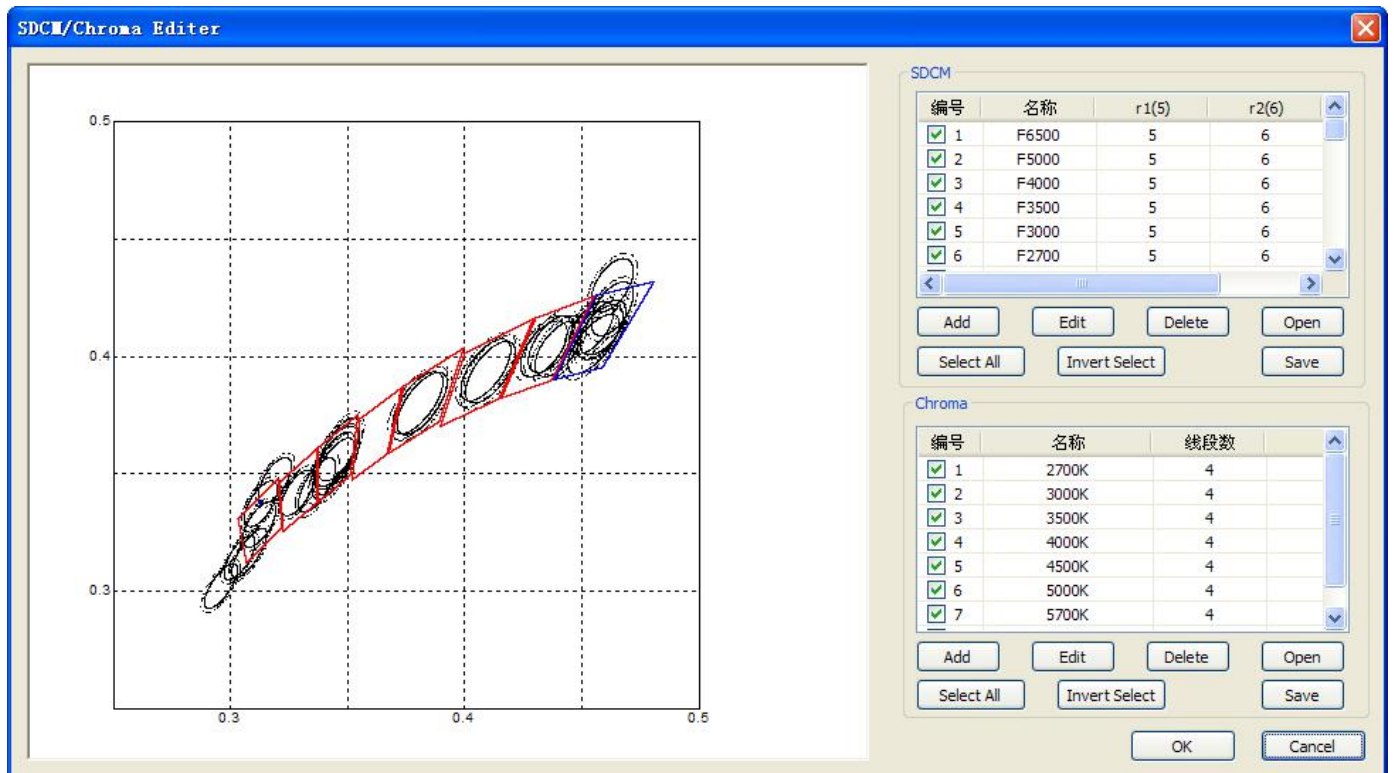 SDCM/Chroma Editer
0.5
0.4
0.3
0.3 0.4 0.5
SDCM
编号 名称 r1(5) r2(6)
1 F6500 5 6
2 F5000 5 6
3 F4000 5 6
4 F3500 5 6
5 F3000 5 6
6 F2700 5 6
Add Edit Delete Open
Select All Invert Select Save
Chroma
编号 名称 线段数
1 2700K 4
2 3000K 4
3 3500K 4
4 4000K 4
5 4500K 4
6 5000K 4
7 5700K 4
Add Edit Delete Open
Select All Invert Select Save
OK Cancel